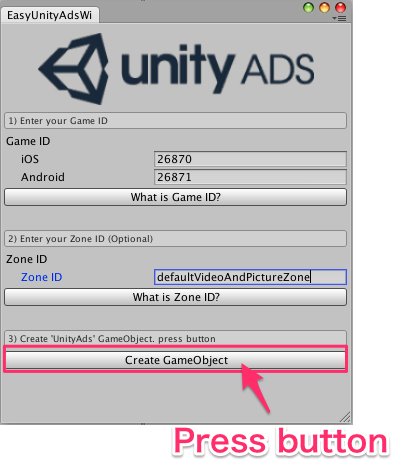 EasyUnityAdsWi
unity ADS
1) Enter your Game ID
Game ID
iOS 26870
Android 26871
What is Game ID?
2) Enter your Zone ID (Optional)
Zone ID
Zone ID defaultVideoAndPictureZone
What is Zone ID?
3) Create 'UnityAds' GameObject. press button
Create GameObject
Press button